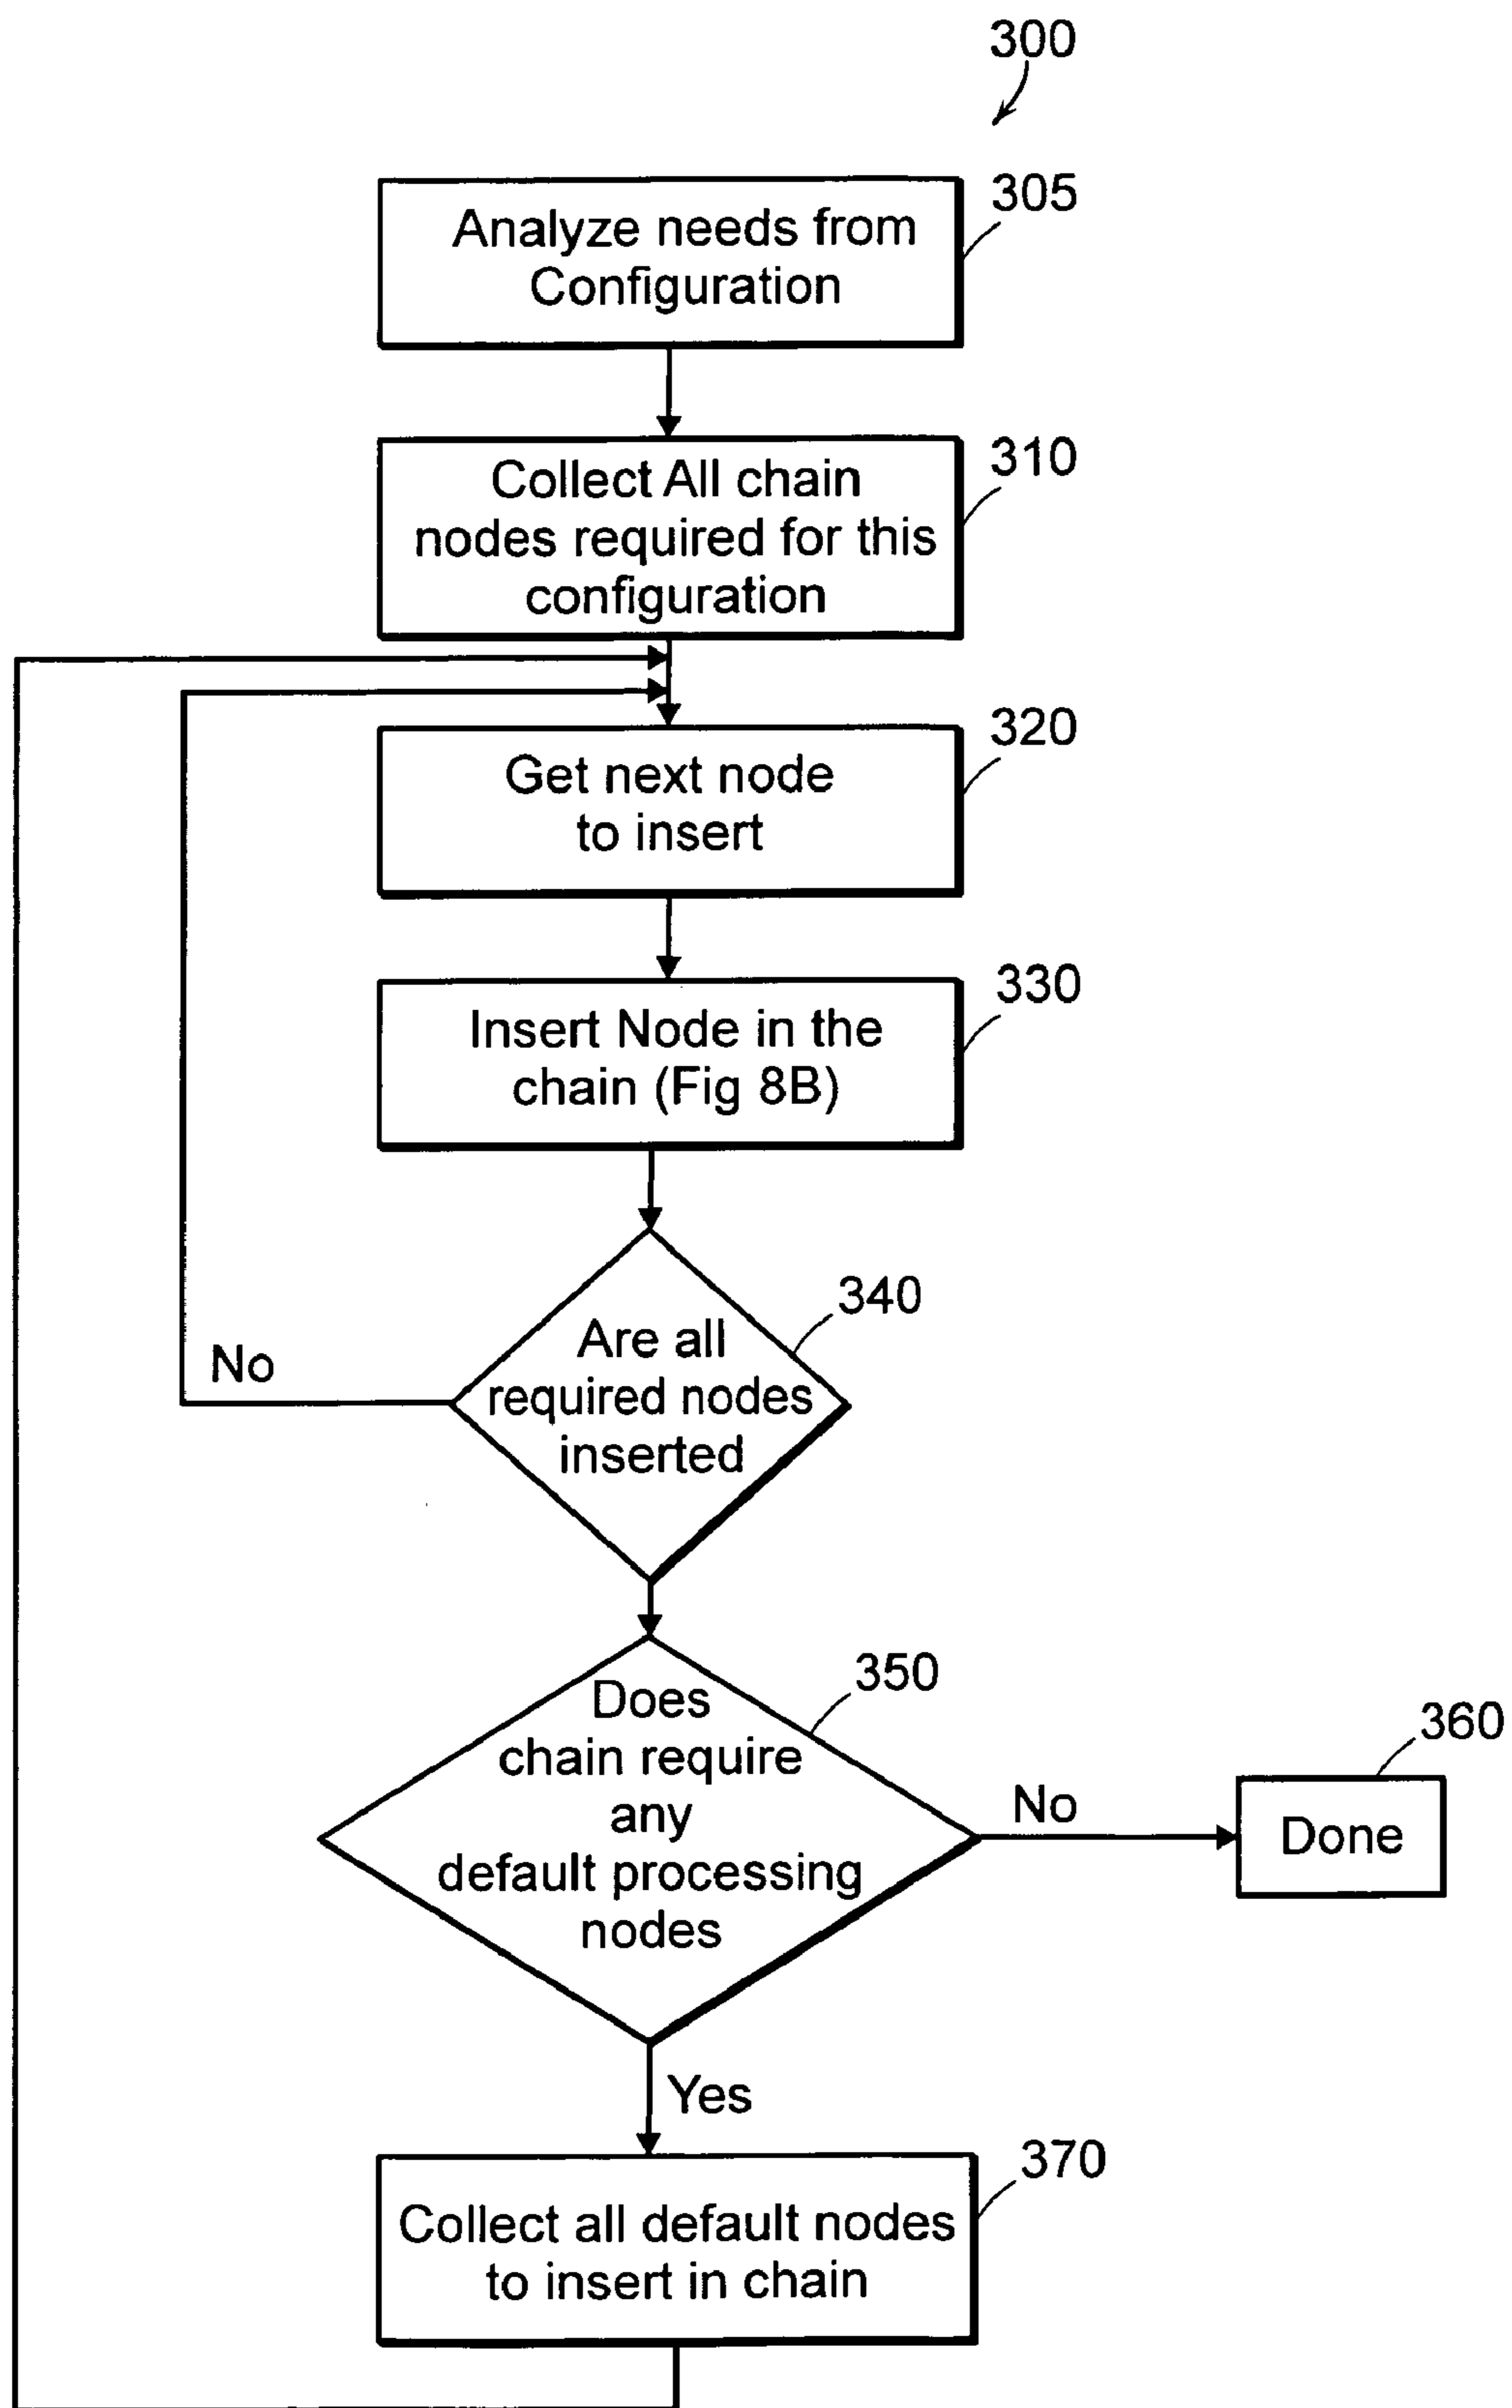 300
305
Analyze needs from
Configuration
310
Collect All chain
nodes required for this
configuration
320
Get next node
to insert
330
Insert Node in the
chain (Fig 8B)
340
Are all
required nodes
inserted
No
350
Does
chain require
any
default processing
nodes
No
360
Done
Yes
370
Collect all default nodes
to insert in chain